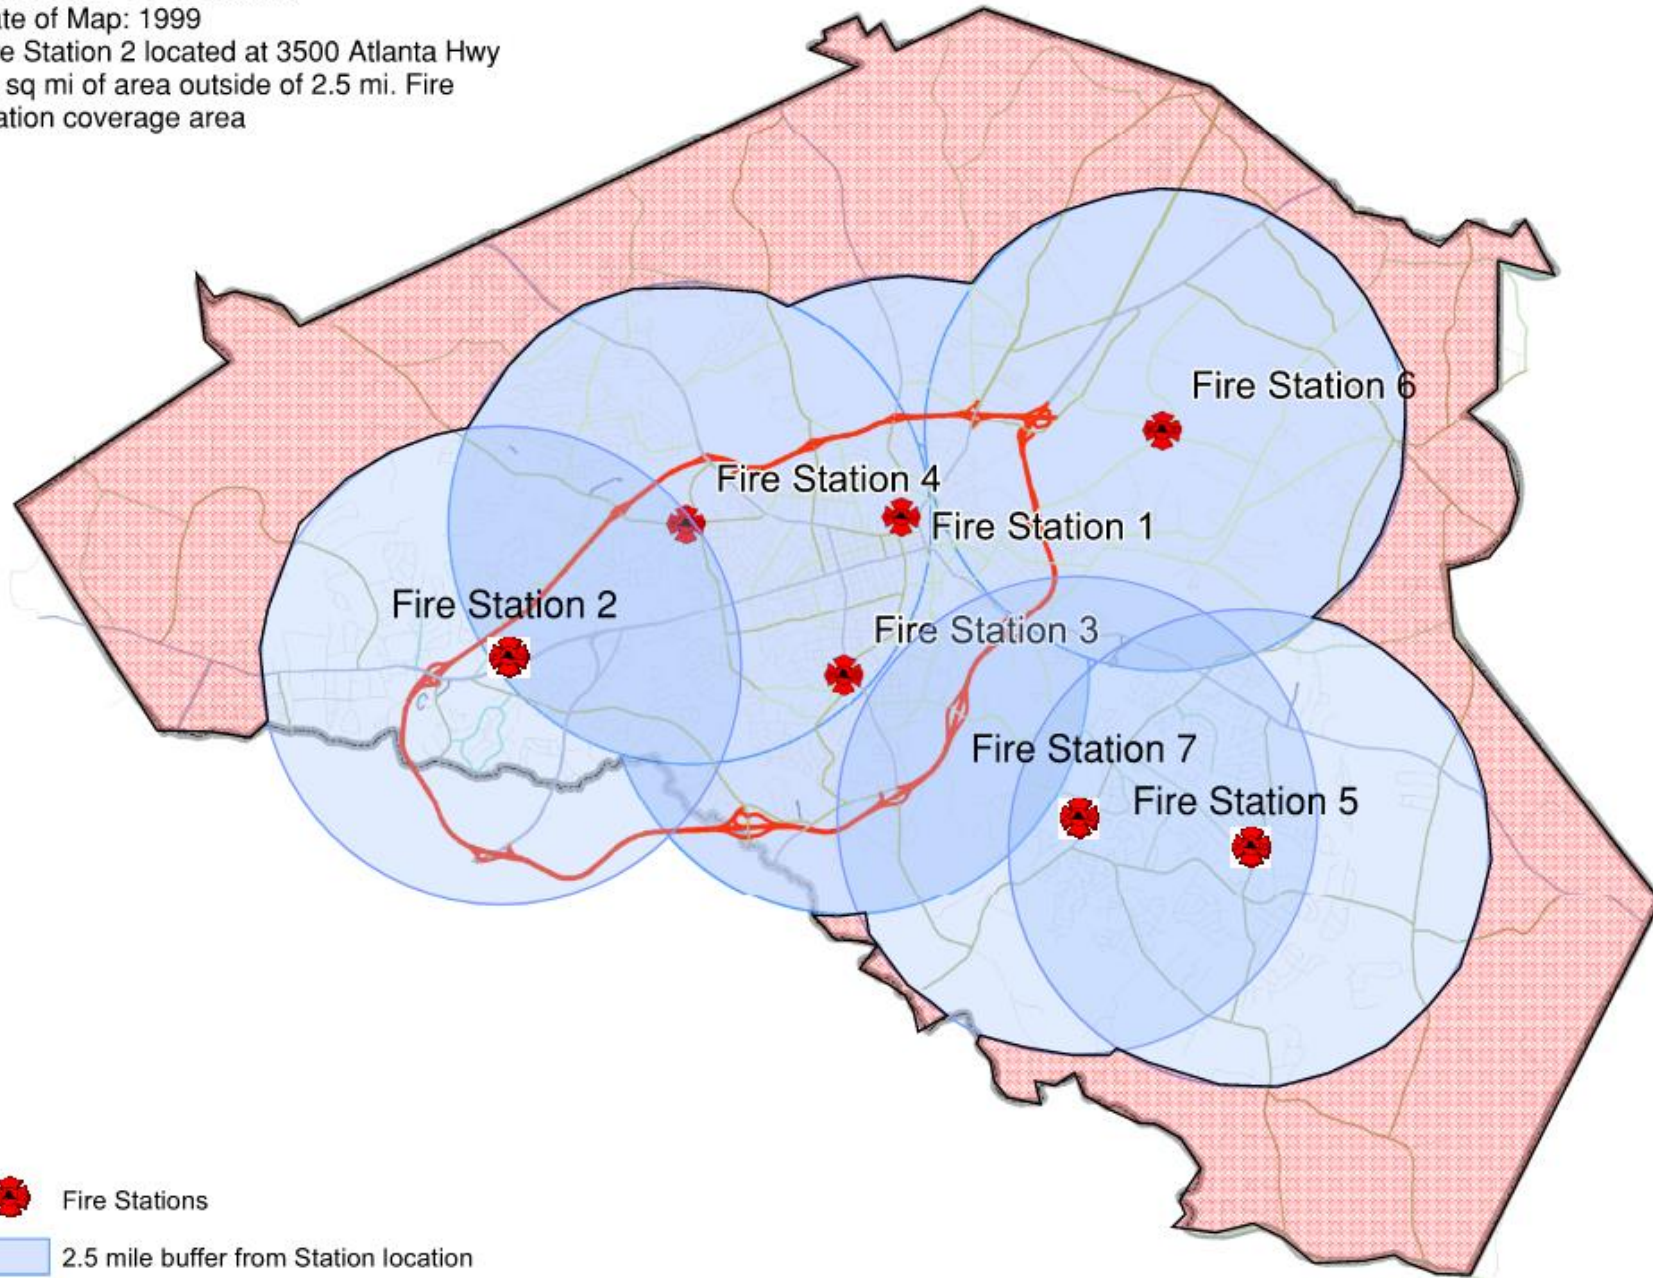 te of Map: 1999
e Station 2 located at 3500 Atlanta Hwy
sq mi of area outside of 2.5 mi. Fire
ation coverage area
Fire Station 6
Fire Station 4
Fire Station 1
Fire Station 2
Fire Station 3
Fire Station 7
Fire Station 5
Fire Stations
2.5 mile buffer from Station location